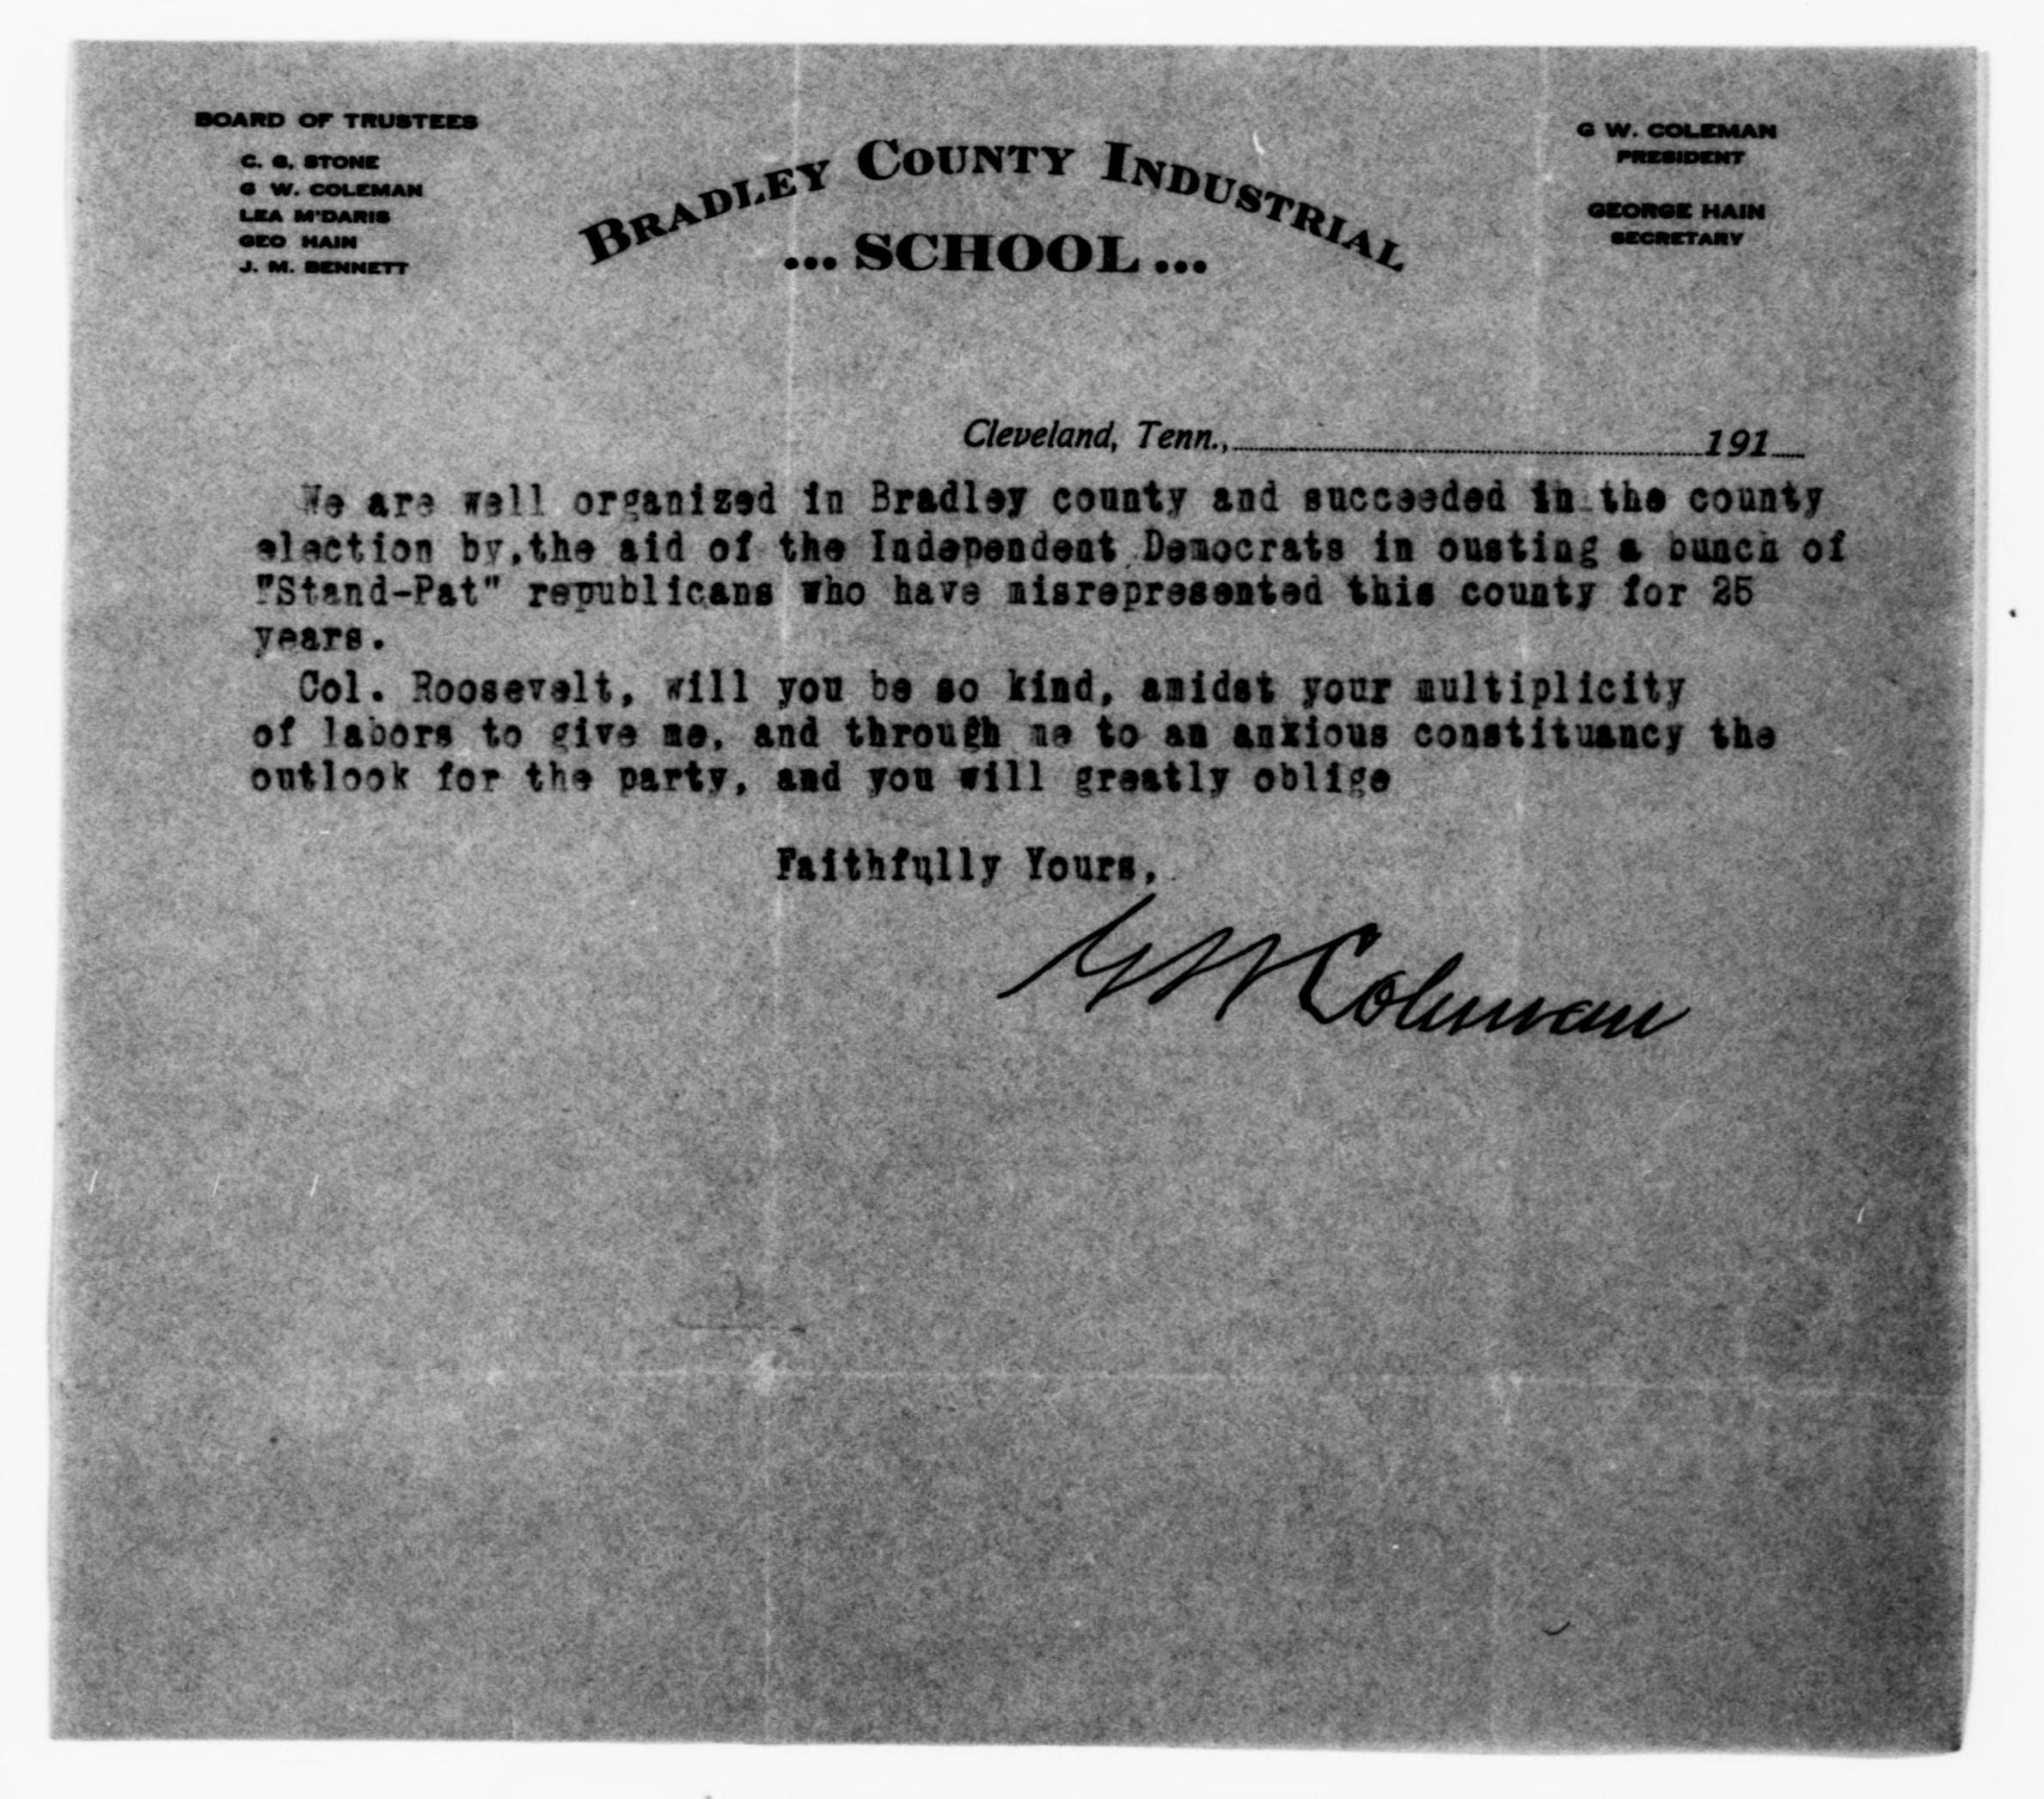 BOARD OF TRUSTEES
C. S. STONE
G W. COLEMAN
LEA M'DARIS
GEO HAIN
J. M. BENNETT
BRADLEY COUNTY INDUSTRIAL
... SCHOOL ...
G W. COLEMAN
PRESIDENT
GEORGE HAIN
SECRETARY
Cleveland, Tenn., 191
We are well organized in Bradley county and succeeded in the county
election by,the aid of the Independent Democrats in ousting a bunch of
"Stand-Pat" republicans who have misrepresented this county for 25
years.
Col. Roosevelt, will you be so kind, amidst your multiplicity
of labors to give me, and through me to an anxious constituancy the
outlook for the party, and you will greatly oblige
Faithfully Yours,
G W Coleman